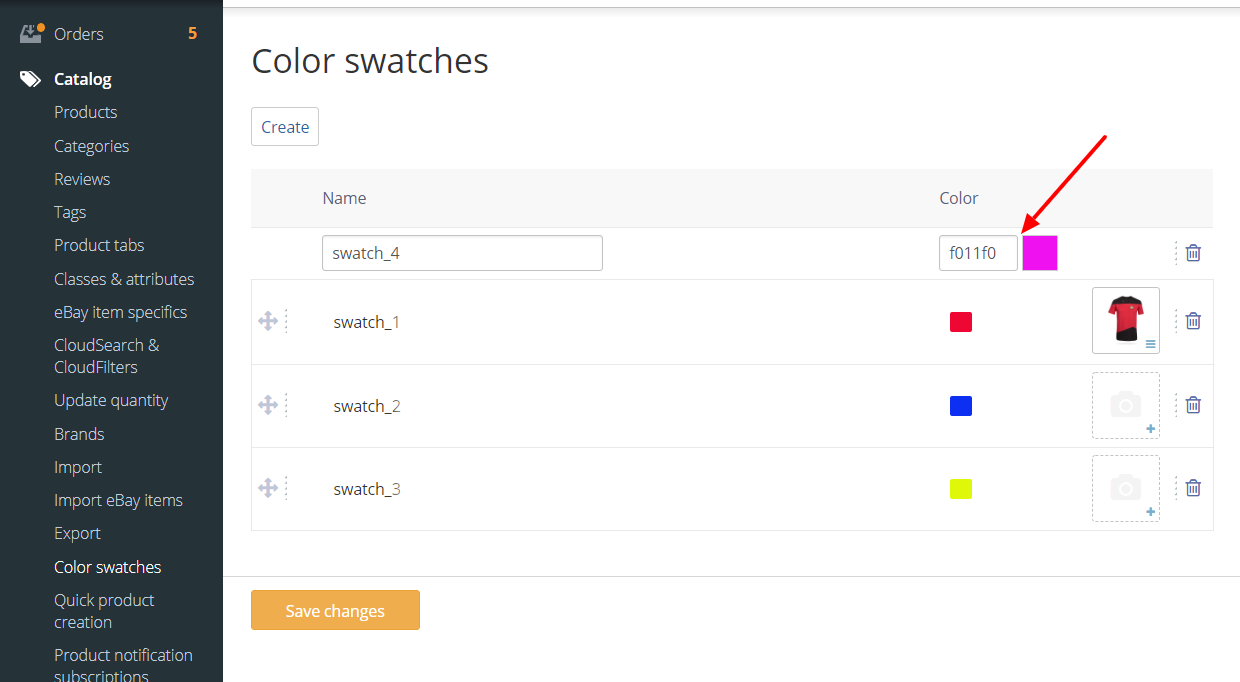 Orders 5
Catalog
Products
Categories
Reviews
Tags
Product tabs
Classes & attributes
eBay item specifics
CloudSearch &
CloudFilters
Update quantity
Brands
Import
Import eBay items
Export
Color swatches
Quick product
creation
Product notification
subscriptions
Color swatches
Create
Name Color
swatch_4 f011f0
swatch_1
swatch_2
swatch_3
Save changes